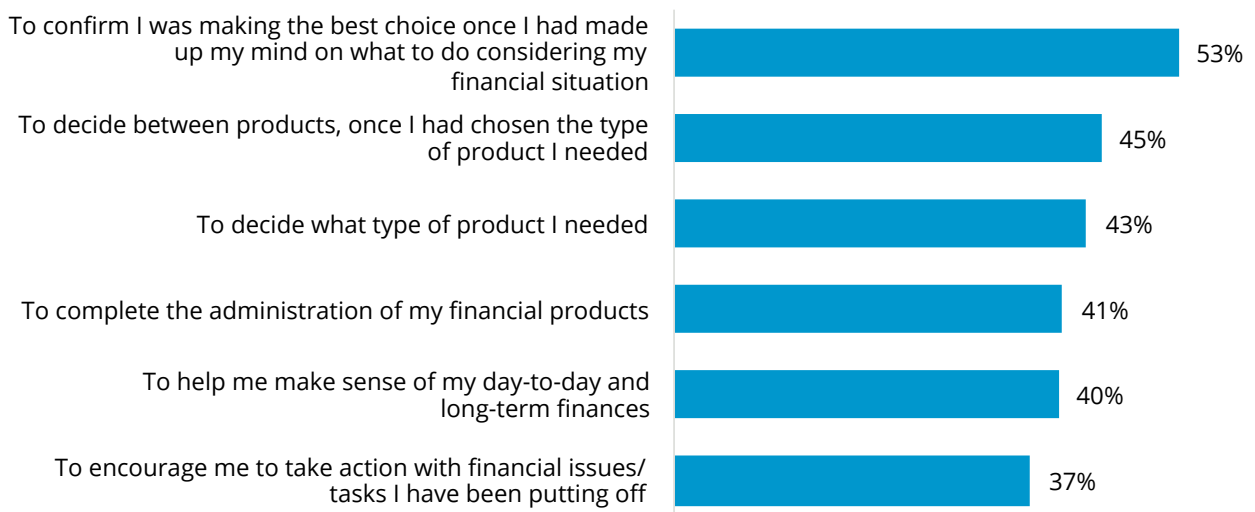 To confirm I was making the best choice once I had made
up my mind on what to do considering my
financial situation
53%
To decide between products, once I had chosen the type
of product I needed
45%
To decide what type of product I needed
43%
To complete the administration of my financial products
41%
To help me make sense of my day-to-day and
long-term finances
40%
To encourage me to take action with financial issues/
tasks I have been putting off
37%